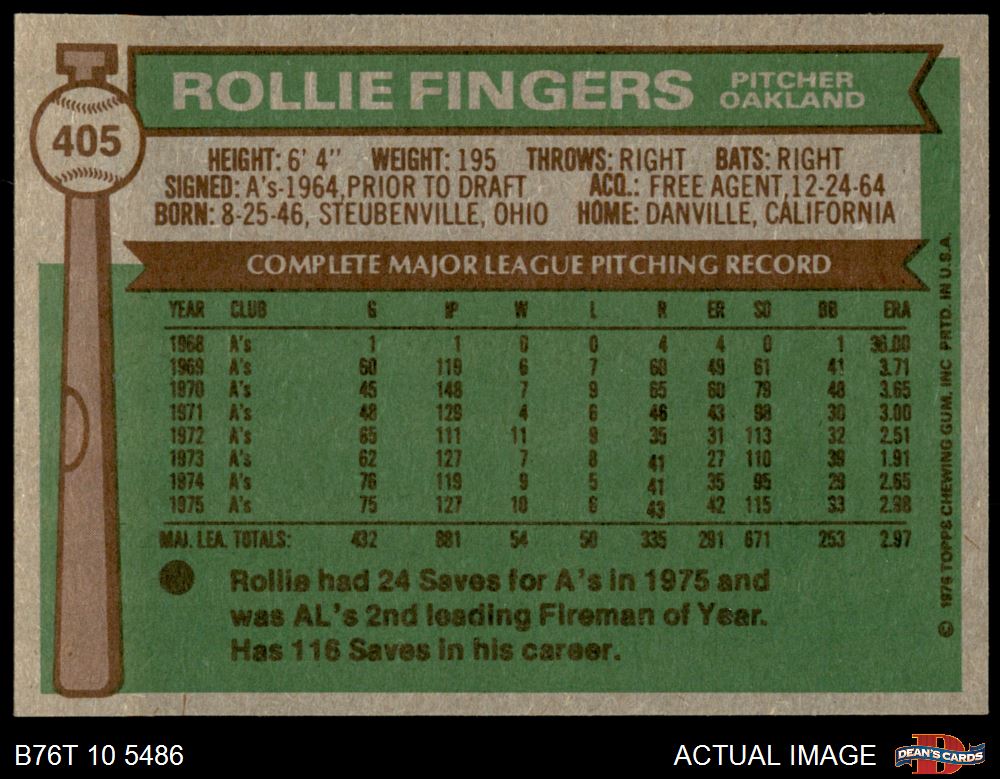 ROLLIE FINGERS
PITCHER
OAKLAND
405
HEIGHT: 6' 4" WEIGHT: 195 THROWS: RIGHT BATS: RIGHT
SIGNED: A's-1964, PRIOR TO DRAFT ACQ.: FREE AGENT, 12-24-64
BORN: 8-25-46, STEUBENVILLE, OHIO HOME: DANVILLE, CALIFORNIA
COMPLETE MAJOR LEAGUE PITCHING RECORD
YEAR CLUB G IP W L R ER SO BB ERA
1968 A's 1 1 0 0 4 4 0 1 36.00
1969 A's 60 119 6 7 60 49 61 41 3.71
1970 A's 45 148 7 9 65 60 79 48 3.65
1971 A's 48 129 4 6 46 43 98 30 3.00
1972 A's 65 111 11 9 35 31 113 32 2.51
1973 A's 62 127 7 8 41 27 110 39 1.91
1974 A's 76 119 9 5 41 35 95 29 2.65
1975 A's 75 127 10 6 43 42 115 33 2.98
MAJ. LEA. TOTALS: 432 881 54 50 335 291 671 253 2.97
Rollie had 24 Saves for A's in 1975 and
was AL's 2nd leading Fireman of Year.
Has 116 Saves in his career.
© 1976 TOPPS CHEWING GUM, INC PRTD. IN U.S.A.
B76T 10 5486
ACTUAL IMAGE
DEAN'S CARDS